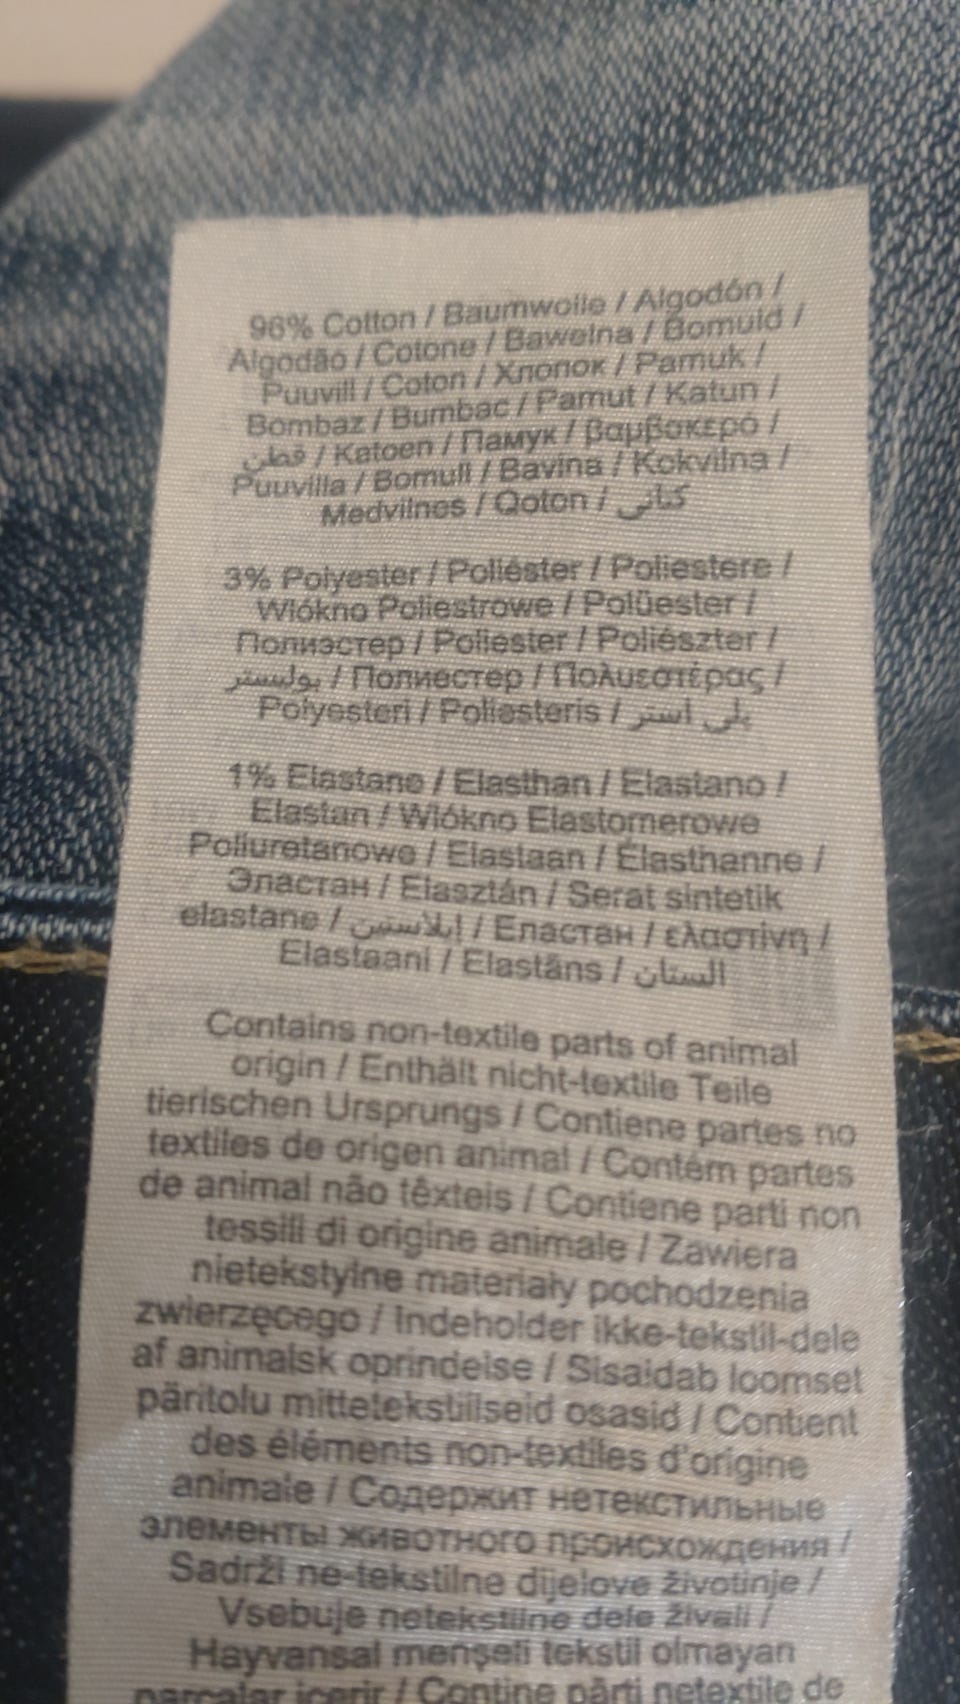 96% Cotton / Baumwolle / Algodón /
Algodão / Cotone / Bawełna / Bomuld /
Puuvill / Coton / Хлопок / Pamuk /
Bombaz / Bumbac / Pamut / Katun /
قطن / Katoen / Памук / βαμβακερό /
Puuvilla / Bomull / Bavlna / Kokvilna /
Medvilnės / Qoton / کتانی
3% Polyester / Poliéster / Poliestere /
Włókno Poliestrowe / Polüester /
Полиэстер / Poliester / Poliészter /
بوليستر / Полиестер / Πολυεστέρας /
Polyesteri / Poliesteris / پلی استر
1% Elastane / Elasthan / Elastano /
Elastan / Włókno Elastomerowe
Poliuretanowe / Elastaan / Élasthanne /
Эластан / Elasztán / Serat sintetik
elastane / إيلاستين / Еластан / ελαστίνη /
Elastaani / Elastāns / الستان
Contains non-textile parts of animal
origin / Enthält nicht-textile Teile
tierischen Ursprungs / Contiene partes no
textiles de origen animal / Contém partes
de animal não têxteis / Contiene parti non
tessili di origine animale / Zawiera
nietekstylne materiały pochodzenia
zwierzęcego / Indeholder ikke-tekstil-dele
af animalsk oprindelse / Sisaldab loomset
päritolu mittetekstiilseid osasid / Contient
des éléments non-textiles d'origine
animale / Содержит нетекстильные
элементы животного происхождения /
Sadrži ne-tekstilne dijelove životinje /
Vsebuje netekstilne dele živali /
Hayvansal menşeli tekstil olmayan
parçalar içerir / Conține părți netextile de